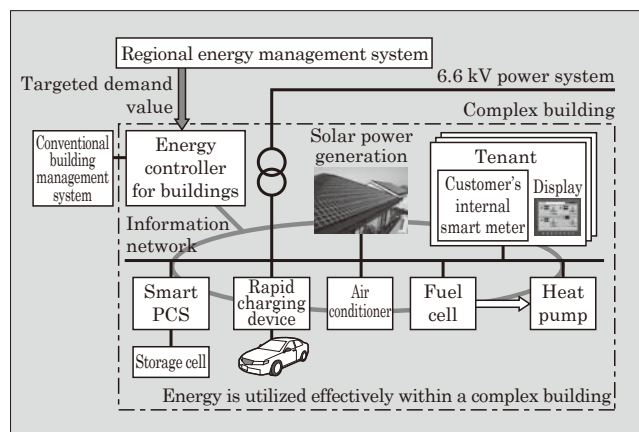 Regional energy management system
Targeted demand
value
6.6 kV power system
Complex building
Conventional
building
management
system
Energy
controller
for buildings
Solar power
generation
Tenant
Customer's
internal
smart meter
Display
Information
network
Smart
PCS
Rapid
charging
device
Air
conditioner
Fuel
cell
Heat
pump
Storage cell
Energy is utilized effectively within a complex building